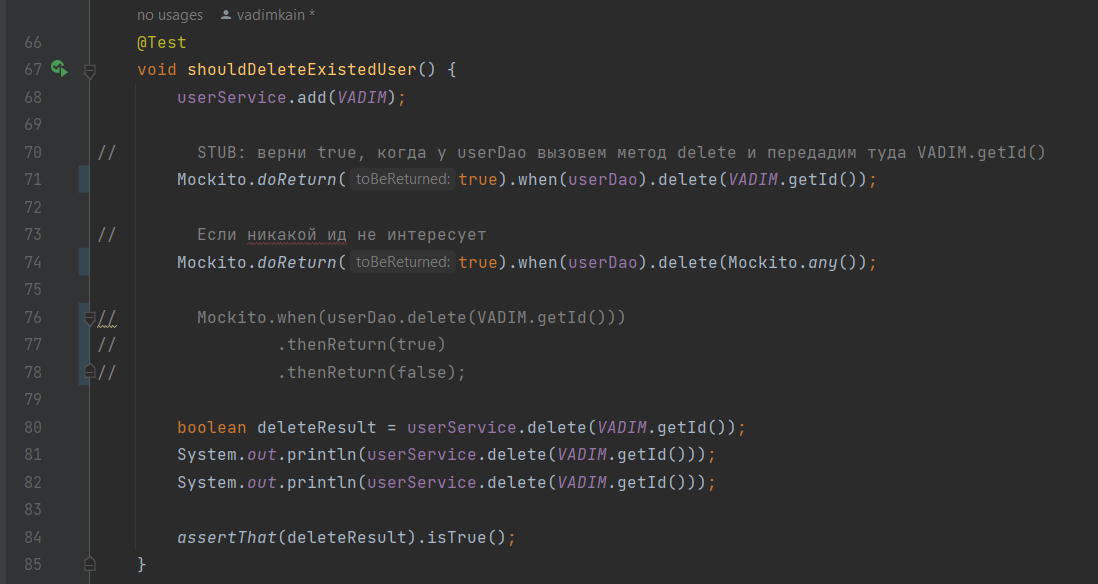 no usages vadimkain *
66 @Test
67 void shouldDeleteExistedUser() {
68 userService.add(VADIM);
69
70 // STUB: верни true, когда у userDao вызовем метод delete и передадим туда VADIM.getId()
71 Mockito.doReturn( toBeReturned: true).when(userDao).delete(VADIM.getId());
72
73 // Если никакой ид не интересует
74 Mockito.doReturn( toBeReturned: true).when(userDao).delete(Mockito.any());
75
76 // Mockito.when(userDao.delete(VADIM.getId()))
77 // .thenReturn(true)
78 // .thenReturn(false);
79
80 boolean deleteResult = userService.delete(VADIM.getId());
81 System.out.println(userService.delete(VADIM.getId()));
82 System.out.println(userService.delete(VADIM.getId()));
83
84 assertThat(deleteResult).isTrue();
85 }